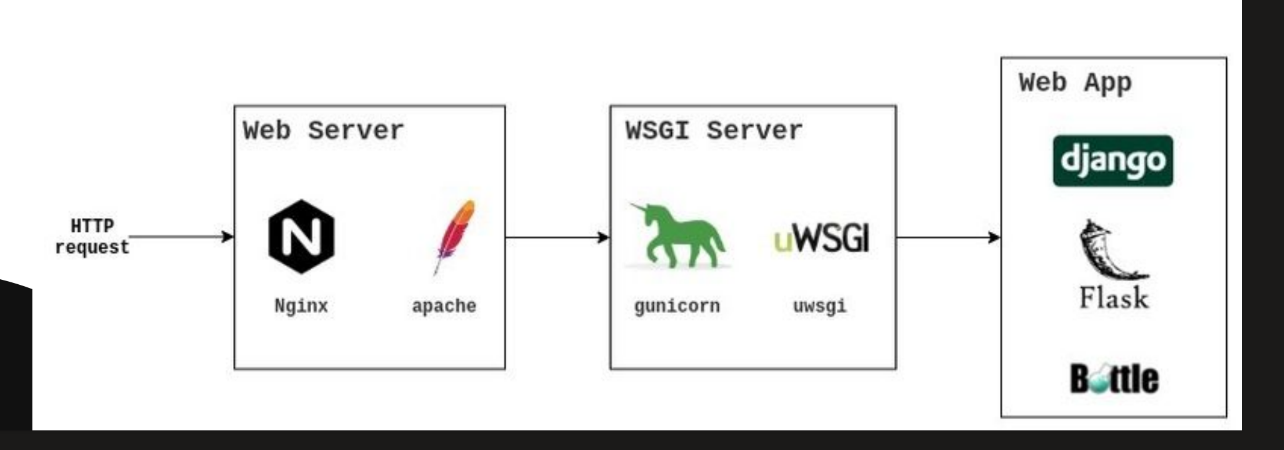 HTTP
request
Web Server
N
Nginx
apache
WSGI Server
uWSGI
gunicorn
uwsgi
Web App
django
Flask
Bottle